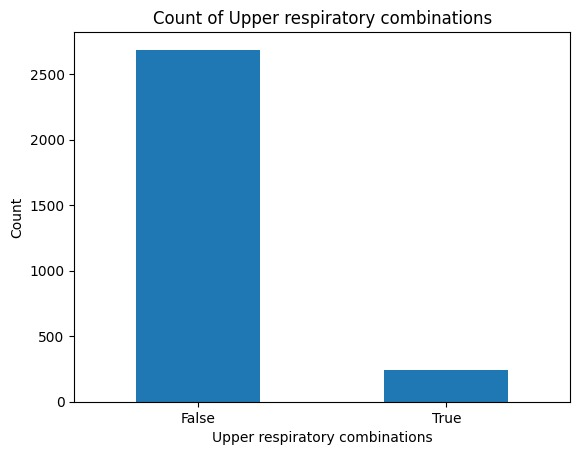 Count of Upper respiratory combinations
2500
2000
1500
1000
500
0
Count
False True
Upper respiratory combinations